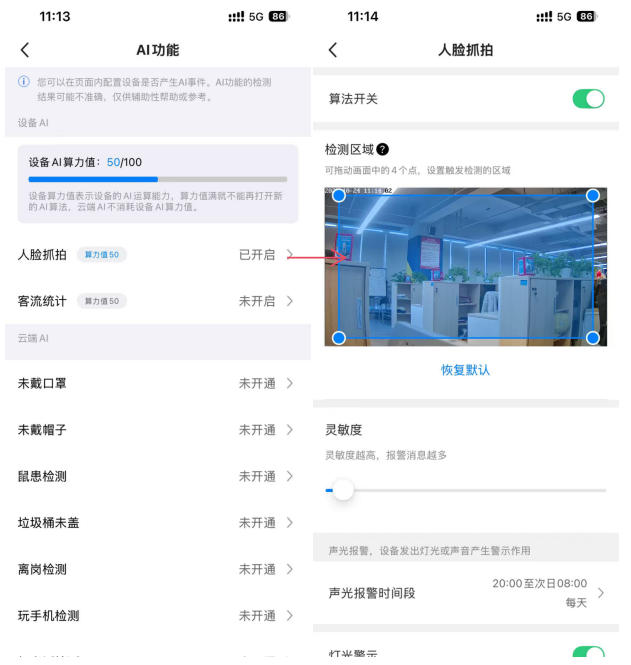 11:13
5G 86
AI功能
您可以在页面内配置设备是否产生AI事件。AI功能的检测
结果可能不准确，仅供辅助性帮助或参考。
设备 AI
设备AI算力值：50/100
设备算力值表示设备的 AI 运算能力，算力值满就不能再打开新
的 AI 算法，云端 AI 不消耗设备 AI 算力值。
人脸抓拍 算力值 50 已开启
客流统计 算力值 50 未开启
云端 AI
未戴口罩 未开通
未戴帽子 未开通
鼠患检测 未开通
垃圾桶未盖 未开通
离岗检测 未开通
玩手机检测 未开通
11:14
5G 86
人脸抓拍
算法开关
检测区域
可拖动画面中的 4 个点，设置触发检测的区域
恢复默认
灵敏度
灵敏度越高，报警消息越多
声光报警，设备发出灯光或声音产生警示作用
声光报警时间段 20:00 至次日08:00
每天
灯光警示